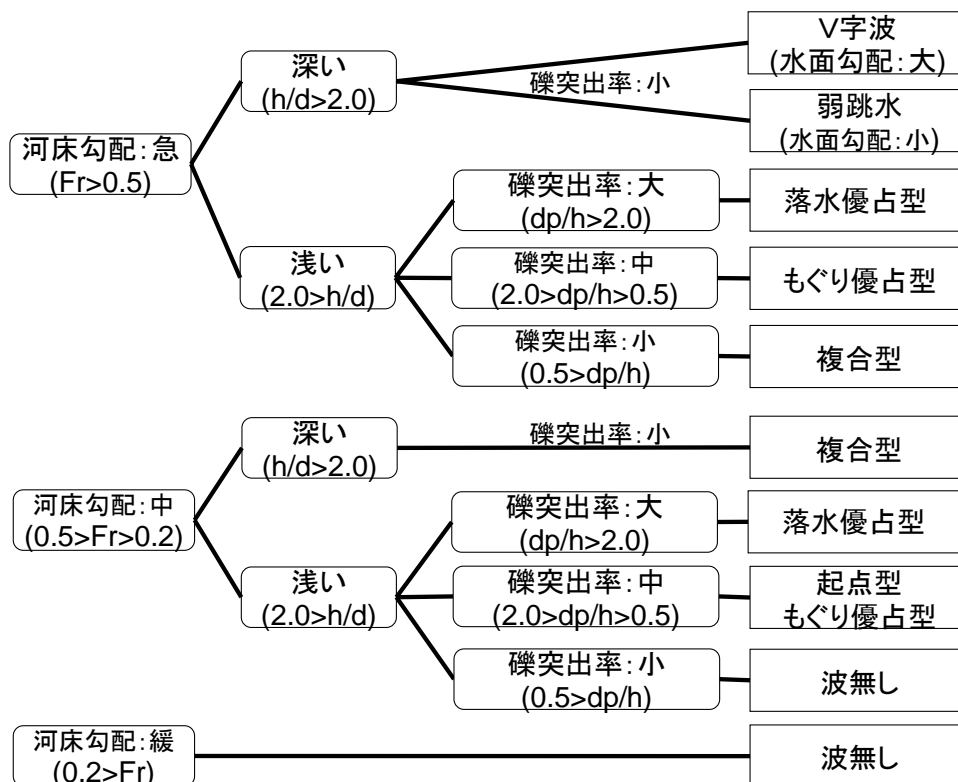 河床勾配：急
(Fr>0.5)
深い
(h/d>2.0)
礫突出率：小
V字波
(水面勾配：大)
弱跳水
(水面勾配：小)
浅い
(2.0>h/d)
礫突出率：大
(dp/h>2.0)
落水優占型
礫突出率：中
(2.0>dp/h>0.5)
もぐり優占型
礫突出率：小
(0.5>dp/h)
複合型
河床勾配：中
(0.5>Fr>0.2)
深い
(h/d>2.0)
礫突出率：小
複合型
浅い
(2.0>h/d)
礫突出率：大
(dp/h>2.0)
落水優占型
礫突出率：中
(2.0>dp/h>0.5)
起点型
もぐり優占型
礫突出率：小
(0.5>dp/h)
波無し
河床勾配：緩
(0.2>Fr)
波無し